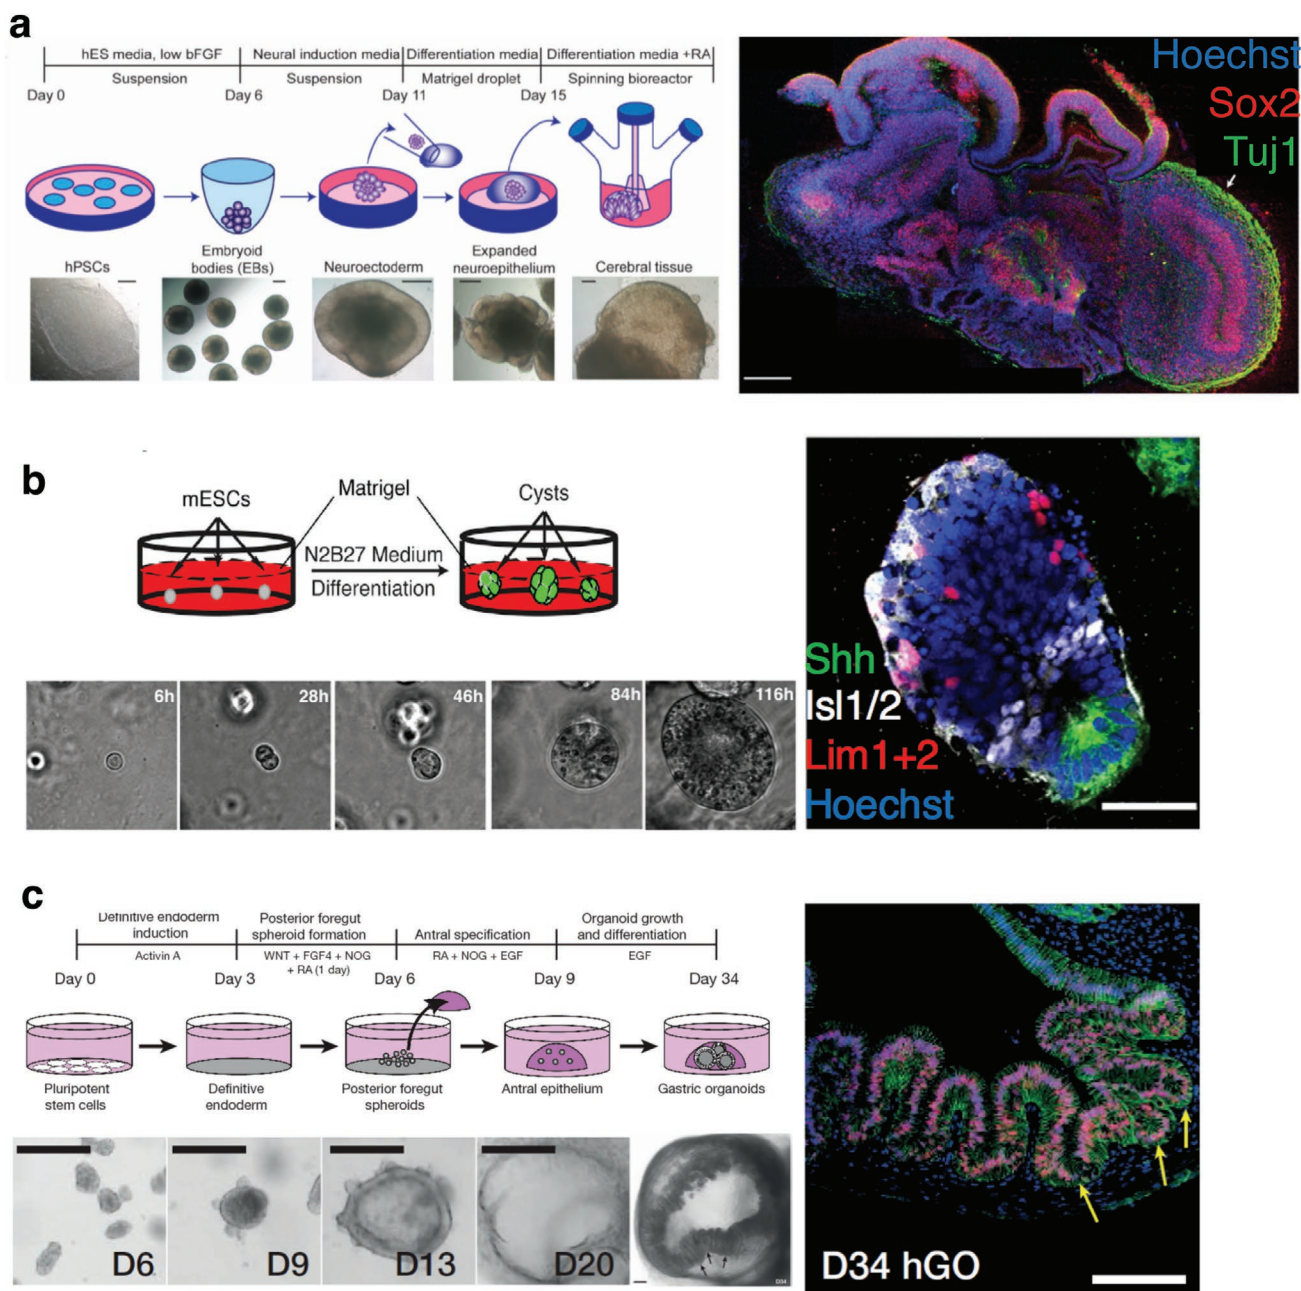 a
hES media, low bFGF
Neural induction media
Differentiation media
Differentiation media +RA
Suspension
Suspension
Matrigel droplet
Spinning bioreactor
Day 0
Day 6
Day 11
Day 15
hPSCs
Embryoid
bodies (EBs)
Neuroectoderm
Expanded
neuroepithelium
Cerebral tissue
Hoechst
Sox2
Tuj1
b
mESCs
Matrigel
Cysts
N2B27 Medium
Differentiation
6h
28h
46h
84h
116h
Shh
Isl1/2
Lim1+2
Hoechst
c
Definitive endoderm
induction
Posterior foregut
spheroid formation
Antral specification
Organoid growth
and differentiation
Activin A
WNT + FGF4 + NOG
+ RA (1 day)
RA + NOG + EGF
EGF
Day 0
Day 3
Day 6
Day 9
Day 34
Pluripotent
stem cells
Definitive
endoderm
Posterior foregut
spheroids
Antral epithelium
Gastric organoids
D6
D9
D13
D20
D34
D34 hGO